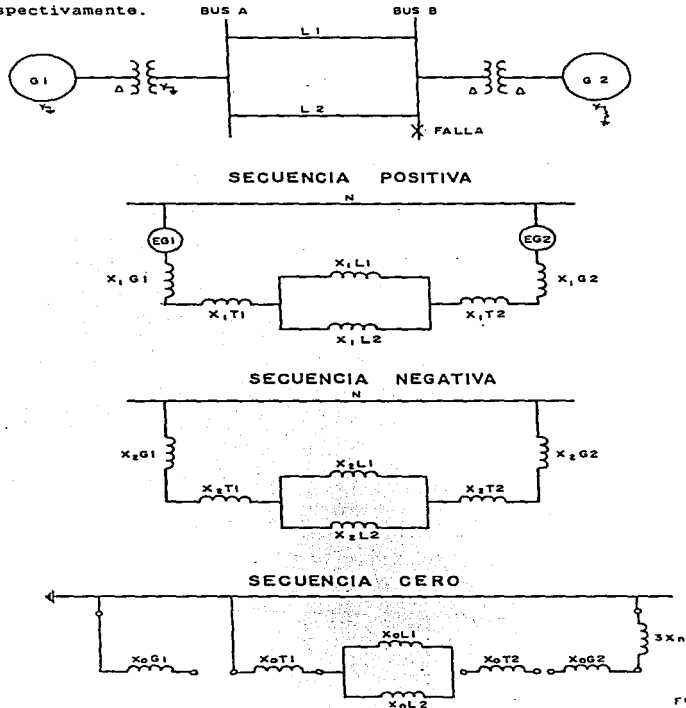 spectivamente.
BUS A
BUS B
L1
G1
G2
Δ
Y
Δ
Δ
Y
Y
L2
X FALLA
SECUENCIA POSITIVA
N
EG1
EG2
X₁G1
X₁L1
X₁G2
X₁T1
X₁T2
X₁L2
SECUENCIA NEGATIVA
N
X₂G1
X₂L1
X₂G2
X₂T1
X₂T2
X₂L2
SECUENCIA CERO
3Xn
X₀L1
X₀G1
X₀T1
X₀T2
X₀G2
X₀L2